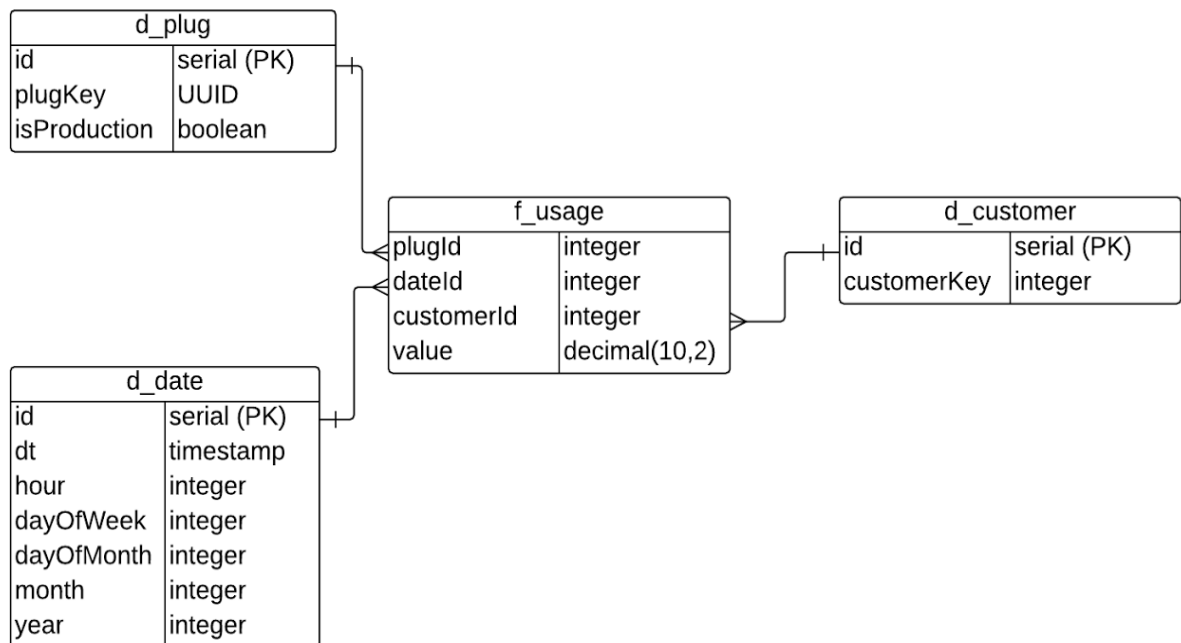 d_plug
id serial (PK)
plugKey UUID
isProduction boolean
f_usage
plugId integer
dateId integer
customerId integer
value decimal(10,2)
d_customer
id serial (PK)
customerKey integer
d_date
id serial (PK)
dt timestamp
hour integer
dayOfWeek integer
dayOfMonth integer
month integer
year integer